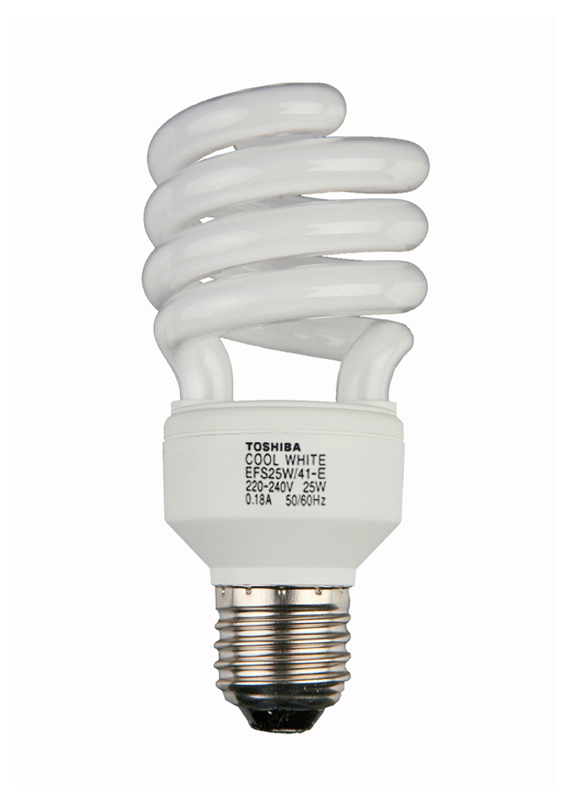 TOSHIBA
COOL WHITE
EFS25W/41-E
220-240V 25W
0.18A 50/60Hz